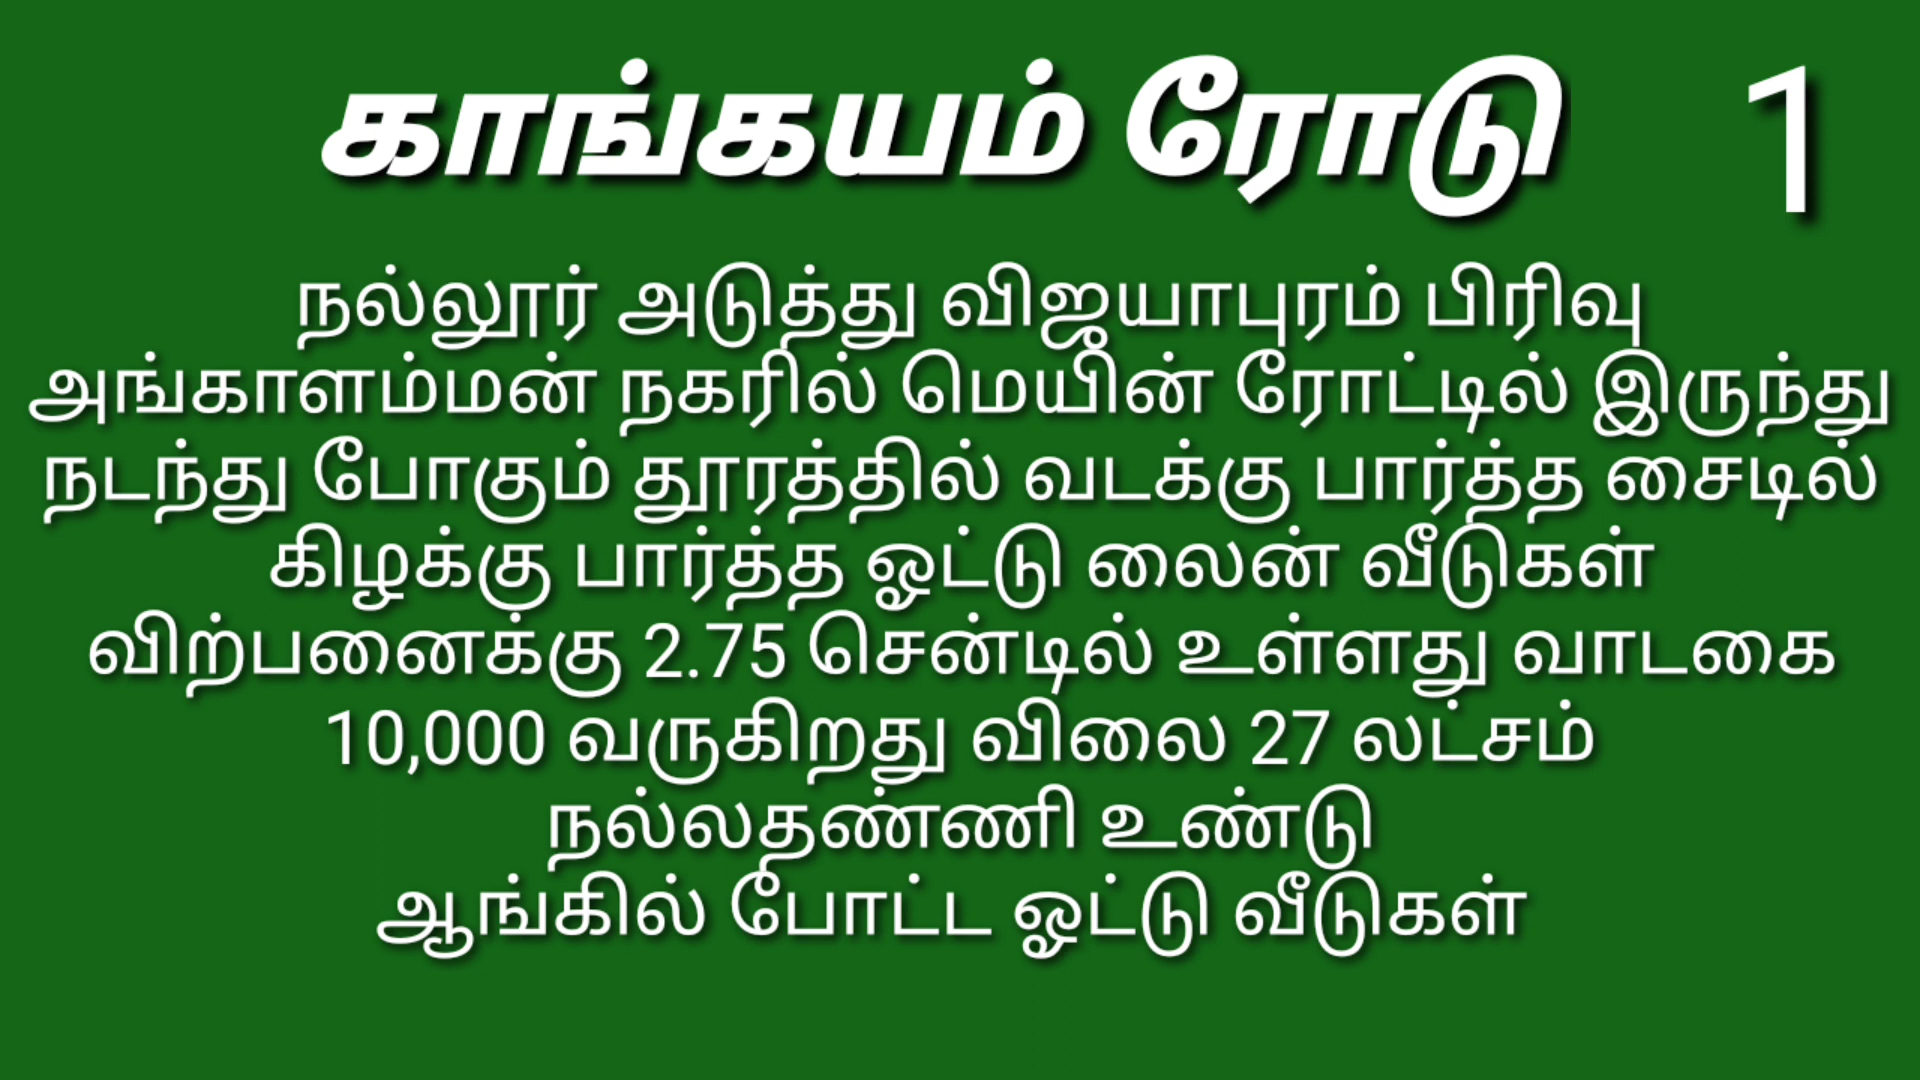 காங்கயம் ரோடு 1
நல்லூர் அடுத்து விஜயாபுரம் பிரிவு
அங்காளம்மன் நகரில் மெயின் ரோட்டில் இருந்து
நடந்து போகும் தூரத்தில் வடக்கு பார்த்த சைடில்
கிழக்கு பார்த்த ஓட்டு லைன் வீடுகள்
விற்பனைக்கு 2.75 சென்டில் உள்ளது வாடகை
10,000 வருகிறது விலை 27 லட்சம்
நல்லதண்ணி உண்டு
ஆங்கில் போட்ட ஓட்டு வீடுகள்